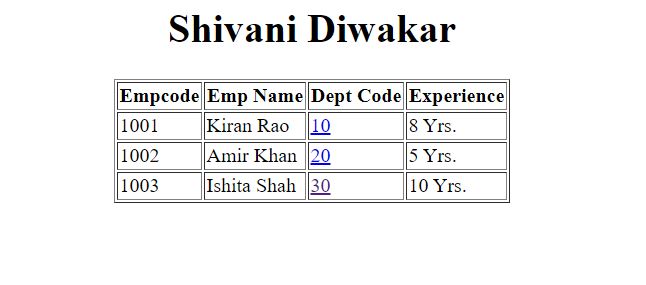 Shivani Diwakar
Empcode Emp Name Dept Code Experience
1001 Kiran Rao 10 8 Yrs.
1002 Amir Khan 20 5 Yrs.
1003 Ishita Shah 30 10 Yrs.